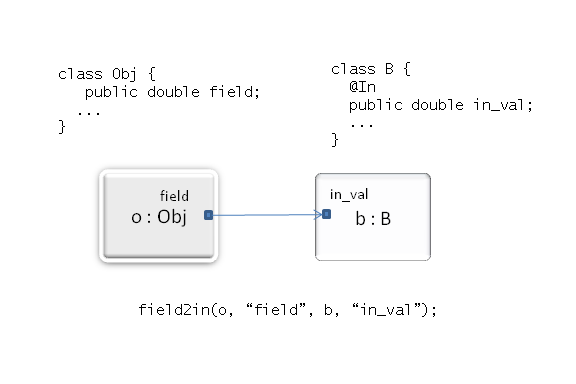 class Obj {
public double field;
...
}
class B {
@In
public double in_val;
...
}
field
o : Obj
in_val
b : B
field2in(o, “field”, b, “in_val”);